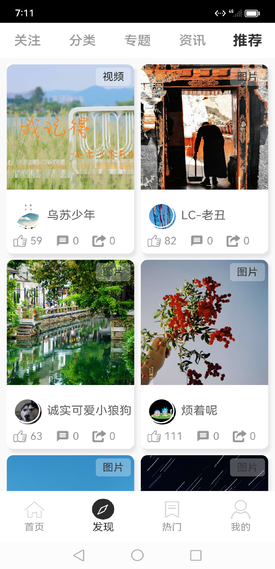 7:11
关注 分类 专题 资讯 推荐
视频
图片
我记得
乌苏少年
LC-老丑
59 0 0
82 0 0
图片
图片
诚实可爱小狼狗
烦着呢
63 0 0
111 0 0
图片
图片
首页 发现 热门 我的